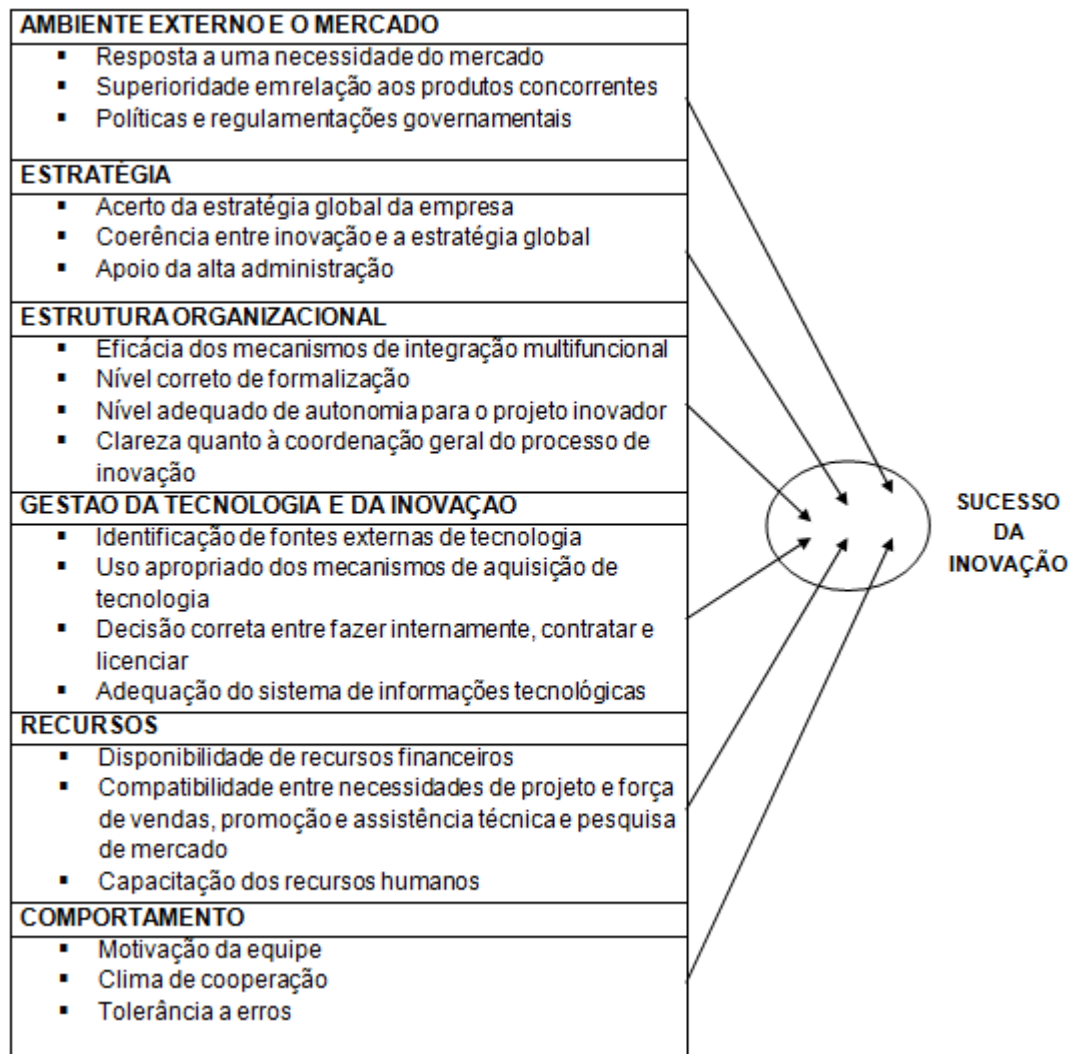 AMBIENTE EXTERNO E O MERCADO
▪ Resposta a uma necessidade do mercado
▪ Superioridade em relação aos produtos concorrentes
▪ Políticas e regulamentações governamentais
ESTRATÉGIA
▪ Acerto da estratégia global da empresa
▪ Coerência entre inovação e a estratégia global
▪ Apoio da alta administração
ESTRUTURA ORGANIZACIONAL
▪ Eficácia dos mecanismos de integração multifuncional
▪ Nível correto de formalização
▪ Nível adequado de autonomia para o projeto inovador
▪ Clareza quanto à coordenação geral do processo de
inovação
GESTAO DA TECNOLOGIA E DA INOVAÇAO
▪ Identificação de fontes externas de tecnologia
▪ Uso apropriado dos mecanismos de aquisição de
tecnologia
▪ Decisão correta entre fazer internamente, contratar e
licenciar
▪ Adequação do sistema de informações tecnológicas
RECURSOS
▪ Disponibilidade de recursos financeiros
▪ Compatibilidade entre necessidades de projeto e força
de vendas, promoção e assistência técnica e pesquisa
de mercado
▪ Capacitação dos recursos humanos
COMPORTAMENTO
▪ Motivação da equipe
▪ Clima de cooperação
▪ Tolerância a erros
SUCESSO
DA
INOVAÇÃO